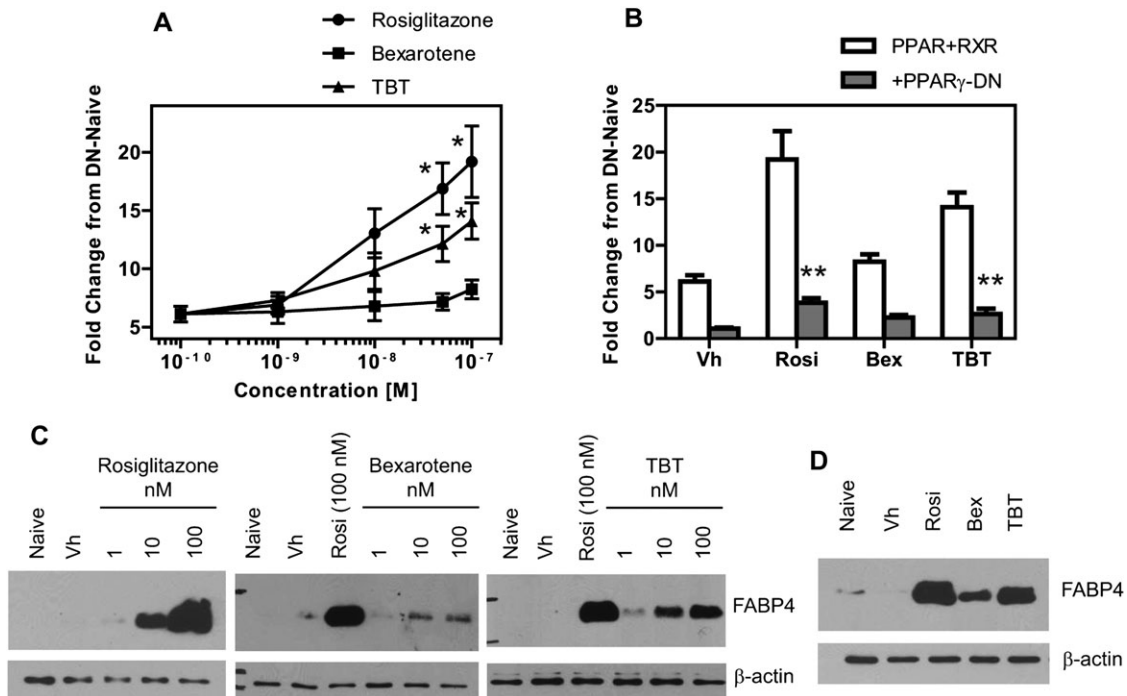 A
Rosiglitazone
Bexarotene
TBT
Fold Change from DN-Naive
20
15
10
5
* * * *
10⁻¹⁰ 10⁻⁹ 10⁻⁸ 10⁻⁷
Concentration [M]
B
PPAR+RXR
+PPARγ-DN
Fold Change from DN-Naive
25
20
15
10
5
0
** **
Vh Rosi Bex TBT
C
Rosiglitazone
nM
Naive Vh 1 10 100
Bexarotene
nM
Naive Vh Rosi (100 nM) 1 10 100
TBT
nM
Naive Vh Rosi (100 nM) 1 10 100
FABP4
β-actin
D
Naive Vh Rosi Bex TBT
FABP4
β-actin